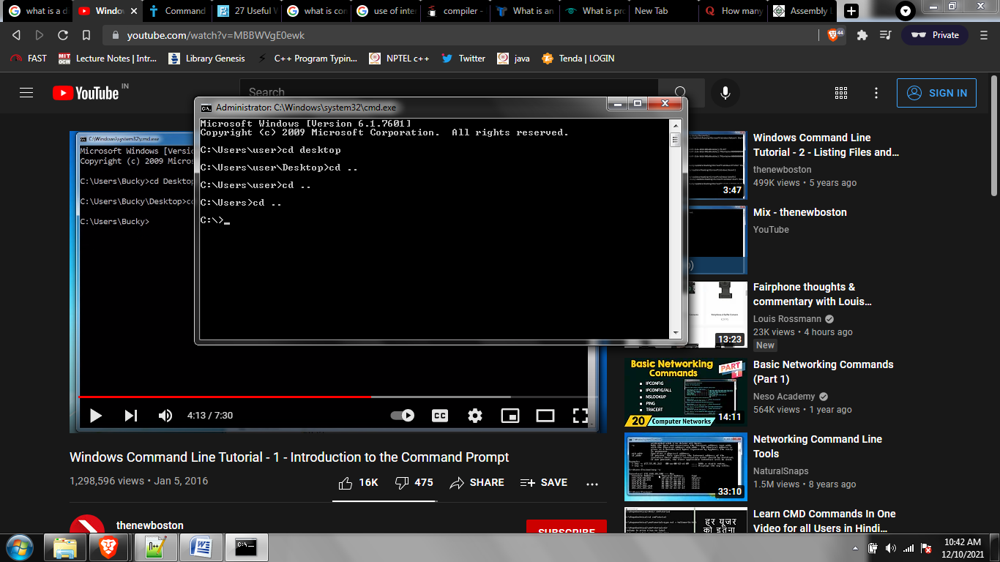 what is a d
Windov
Command
27 Useful
what is con
use of inter
compiler -
What is an
What is pro
New Tab
How many
Assembly
youtube.com/watch?v=MBBWVgE0ewk
44
Private
FAST
MIT
Lecture Notes | Intr...
Library Genesis
C++ Program Typin...
NPTEL c++
Twitter
java
Tenda | LOGIN
YouTube IN
Search
SIGN IN
Administrator: C:\Windows\system32\cmd.exe
Microsoft Windows [Version 6.1.7601]
Copyright (c) 2009 Microsoft Corporation. All rights reserved.
C:\Users\user>cd desktop
C:\Users\user\Desktop>cd ..
C:\Users\user>cd ..
C:\Users>cd ..
C:\>_
C:\Windows\system32\cmd.exe
Microsoft Windows [Versi
Copyright (c) 2009 Micros
C:\Users\Bucky>cd Desktop
C:\Users\Bucky\Desktop>cd
C:\Users\Bucky>
4:13 / 7:30
CC
Windows Command Line Tutorial - 1 - Introduction to the Command Prompt
1,298,596 views • Jan 5, 2016
16K
475
SHARE
SAVE
thenewboston
SUBSCRIBE
3:47
Windows Command Line
Tutorial - 2 - Listing Files and...
thenewboston
499K views • 5 years ago
Mix - thenewboston
YouTube
13:23
Fairphone thoughts &
commentary with Louis...
Louis Rossmann
23K views • 4 hours ago
New
Basic Networking
Commands
PART
1
IPCONFIG
IPCONFIG/ALL
NSLOOKUP
PING
TRACERT
20
Computer Networks
14:11
Basic Networking Commands
(Part 1)
Neso Academy
564K views • 1 year ago
33:10
Networking Command Line
Tools
NaturalSnaps
1.5M views • 8 years ago
हर यूजर
को इतना
Learn CMD Commands In One
Video for all Users in Hindi...
10:42 AM
12/10/2021